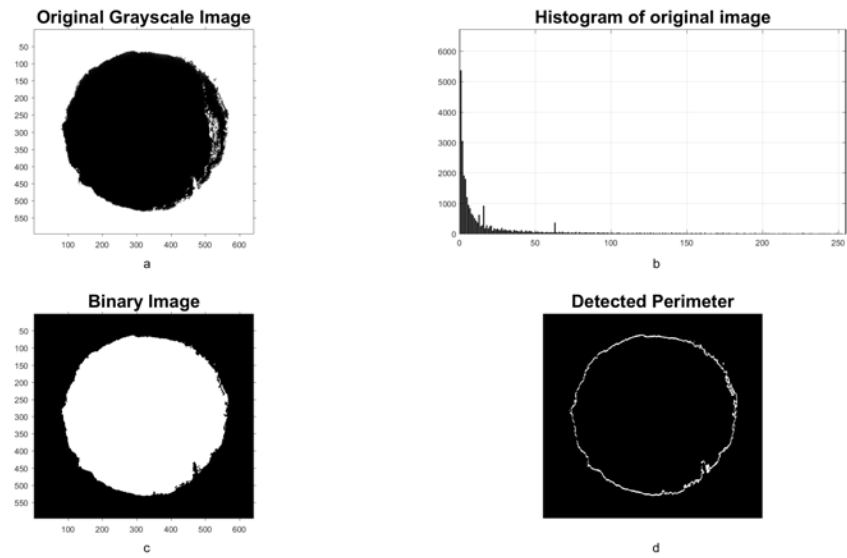 Original Grayscale Image
50
100
150
200
250
300
350
400
450
500
550
100 200 300 400 500 600
a
Histogram of original image
6000
5000
4000
3000
2000
1000
0
0 50 100 150 200 250
b
Binary Image
50
100
150
200
250
300
350
400
450
500
550
100 200 300 400 500 600
c
Detected Perimeter
d